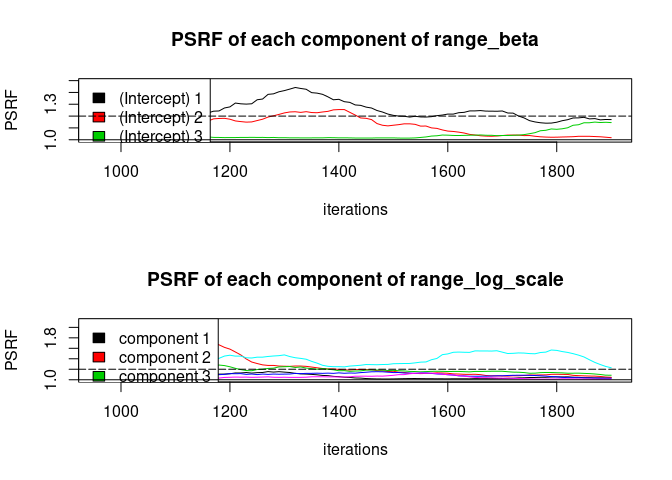 PSRF of each component of range_beta
PSRF
1.0 1.3
(Intercept) 1
(Intercept) 2
(Intercept) 3
1000 1200 1400 1600 1800
iterations
PSRF of each component of range_log_scale
PSRF
1.0 1.8
component 1
component 2
component 3
1000 1200 1400 1600 1800
iterations